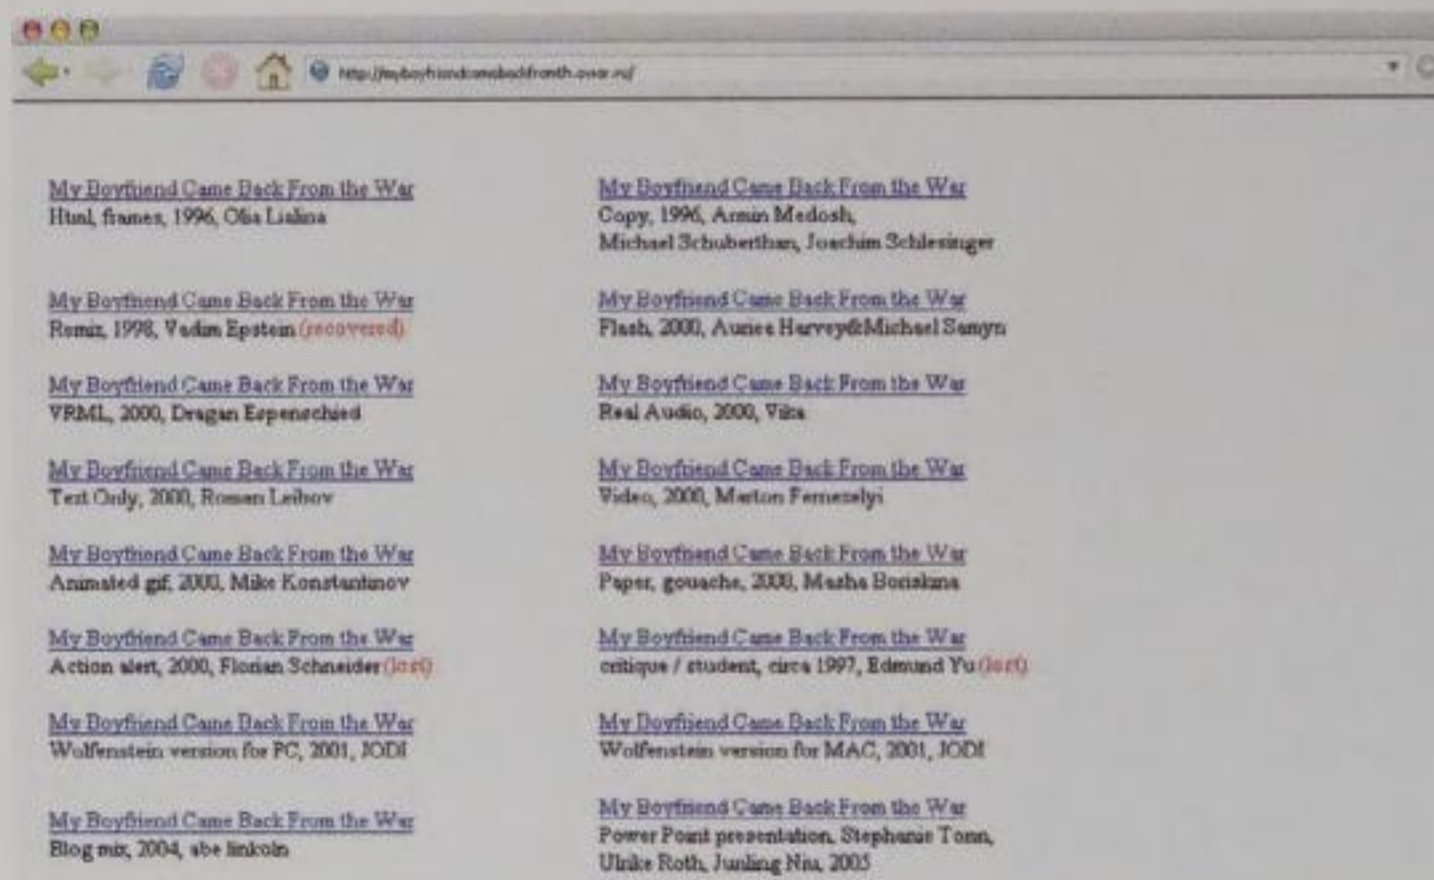 http://myboyfriendcamebackfromth.ewar.ru/
My Boyfriend Came Back From the War
Html, frames, 1996, Olia Lialina
My Boyfriend Came Back From the War
Copy, 1996, Armin Medosh,
Michael Schuberthan, Joachim Schlesinger
My Boyfriend Came Back From the War
Remix, 1998, Vadim Epstein (recovered)
My Boyfriend Came Back From the War
Flash, 2000, Auriea Harvey&Michael Samyn
My Boyfriend Came Back From the War
VRML, 2000, Dragan Espenschied
My Boyfriend Came Back From the War
Real Audio, 2000, Vika
My Boyfriend Came Back From the War
Text Only, 2000, Roman Leibov
My Boyfriend Came Back From the War
Video, 2000, Marton Fernezelyi
My Boyfriend Came Back From the War
Animated gif, 2000, Mike Konstantinov
My Boyfriend Came Back From the War
Paper, gouache, 2000, Masha Boriskina
My Boyfriend Came Back From the War
Action alert, 2000, Florian Schneider (lost)
My Boyfriend Came Back From the War
critique / student, circa 1997, Edmund Yu (lost)
My Boyfriend Came Back From the War
Wolfenstein version for PC, 2001, JODI
My Boyfriend Came Back From the War
Wolfenstein version for MAC, 2001, JODI
My Boyfriend Came Back From the War
Blog mix, 2004, abe linkoln
My Boyfriend Came Back From the War
Power Point presentation, Stephanie Tonn,
Ulrike Roth, Junling Niu, 2005